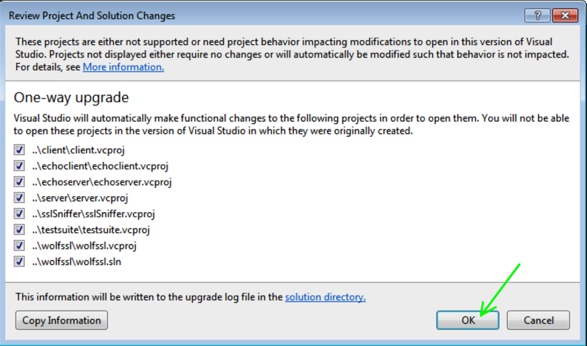 Review Project And Solution Changes
These projects are either not supported or need project behavior impacting modifications to open in this version of Visual
Studio. Projects not displayed either require no changes or will automatically be modified such that behavior is not impacted.
For details, see More information.
One-way upgrade
Visual Studio will automatically make functional changes to the following projects in order to open them. You will not be able
to open these projects in the version of Visual Studio in which they were originally created.
..\client\client.vcproj
..\echoclient\echoclient.vcproj
..\echoserver\echoserver.vcproj
..\server\server.vcproj
..\sslSniffer\sslSniffer.vcproj
..\testsuite\testsuite.vcproj
..\wolfssl\wolfssl.vcproj
..\wolfssl\wolfssl.sln
This information will be written to the upgrade log file in the solution directory.
Copy Information
OK
Cancel